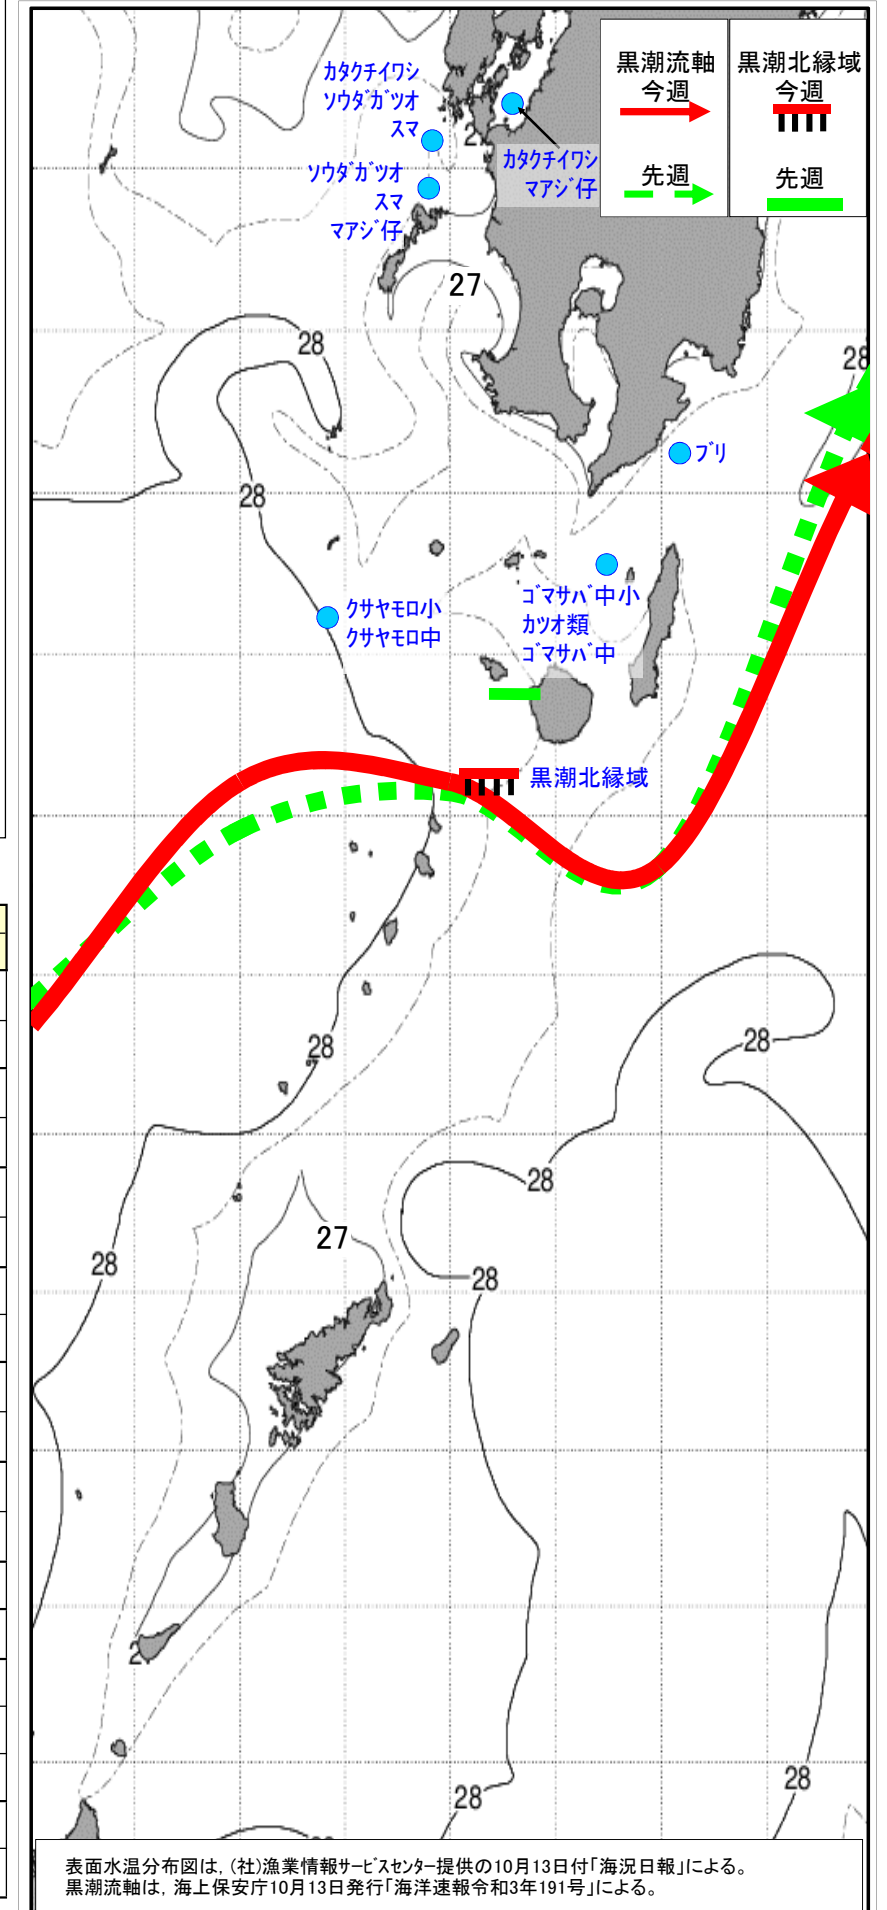 カタクチイワシ
ソウダガツオ
スマ
ソウダガツオ
スマ
マアジ仔
カタクチイワシ
マアジ仔
黒潮流軸
今週
先週
黒潮北縁域
今週
先週
27
28
28
28
ブリ
クサヤモロ小
クサヤモロ中
ゴマサバ中小
カツオ類
ゴマサバ中
黒潮北縁域
28
28
28
27
28
28
28
28
表面水温分布図は, (社)漁業情報サービスセンター提供の10月13日付「海況日報」による。
黒潮流軸は, 海上保安庁10月13日発行「海洋速報令和3年191号」による。